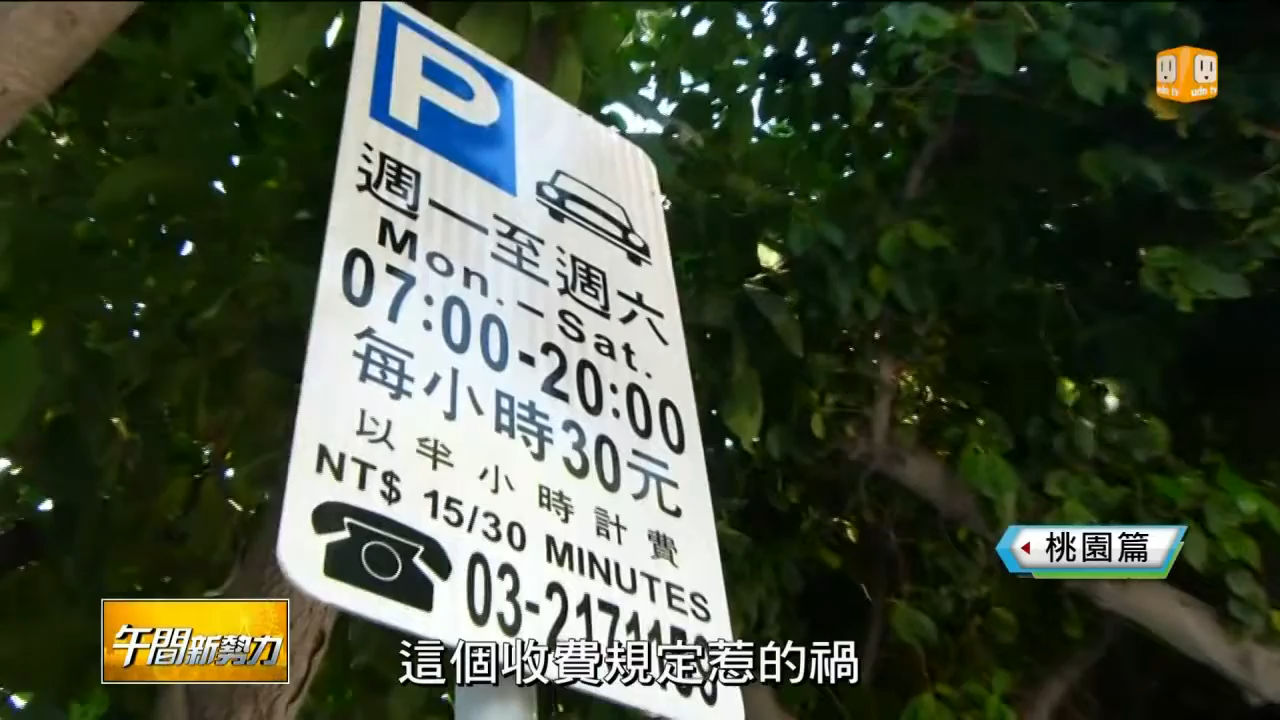 P
週一至週六
Mon.-Sat.
07:00-20:00
每小時30元
以半小時計費
NT$ 15/30 MINUTES
udn tv
桃園篇
午間新勢力
這個收費規定惹的禍